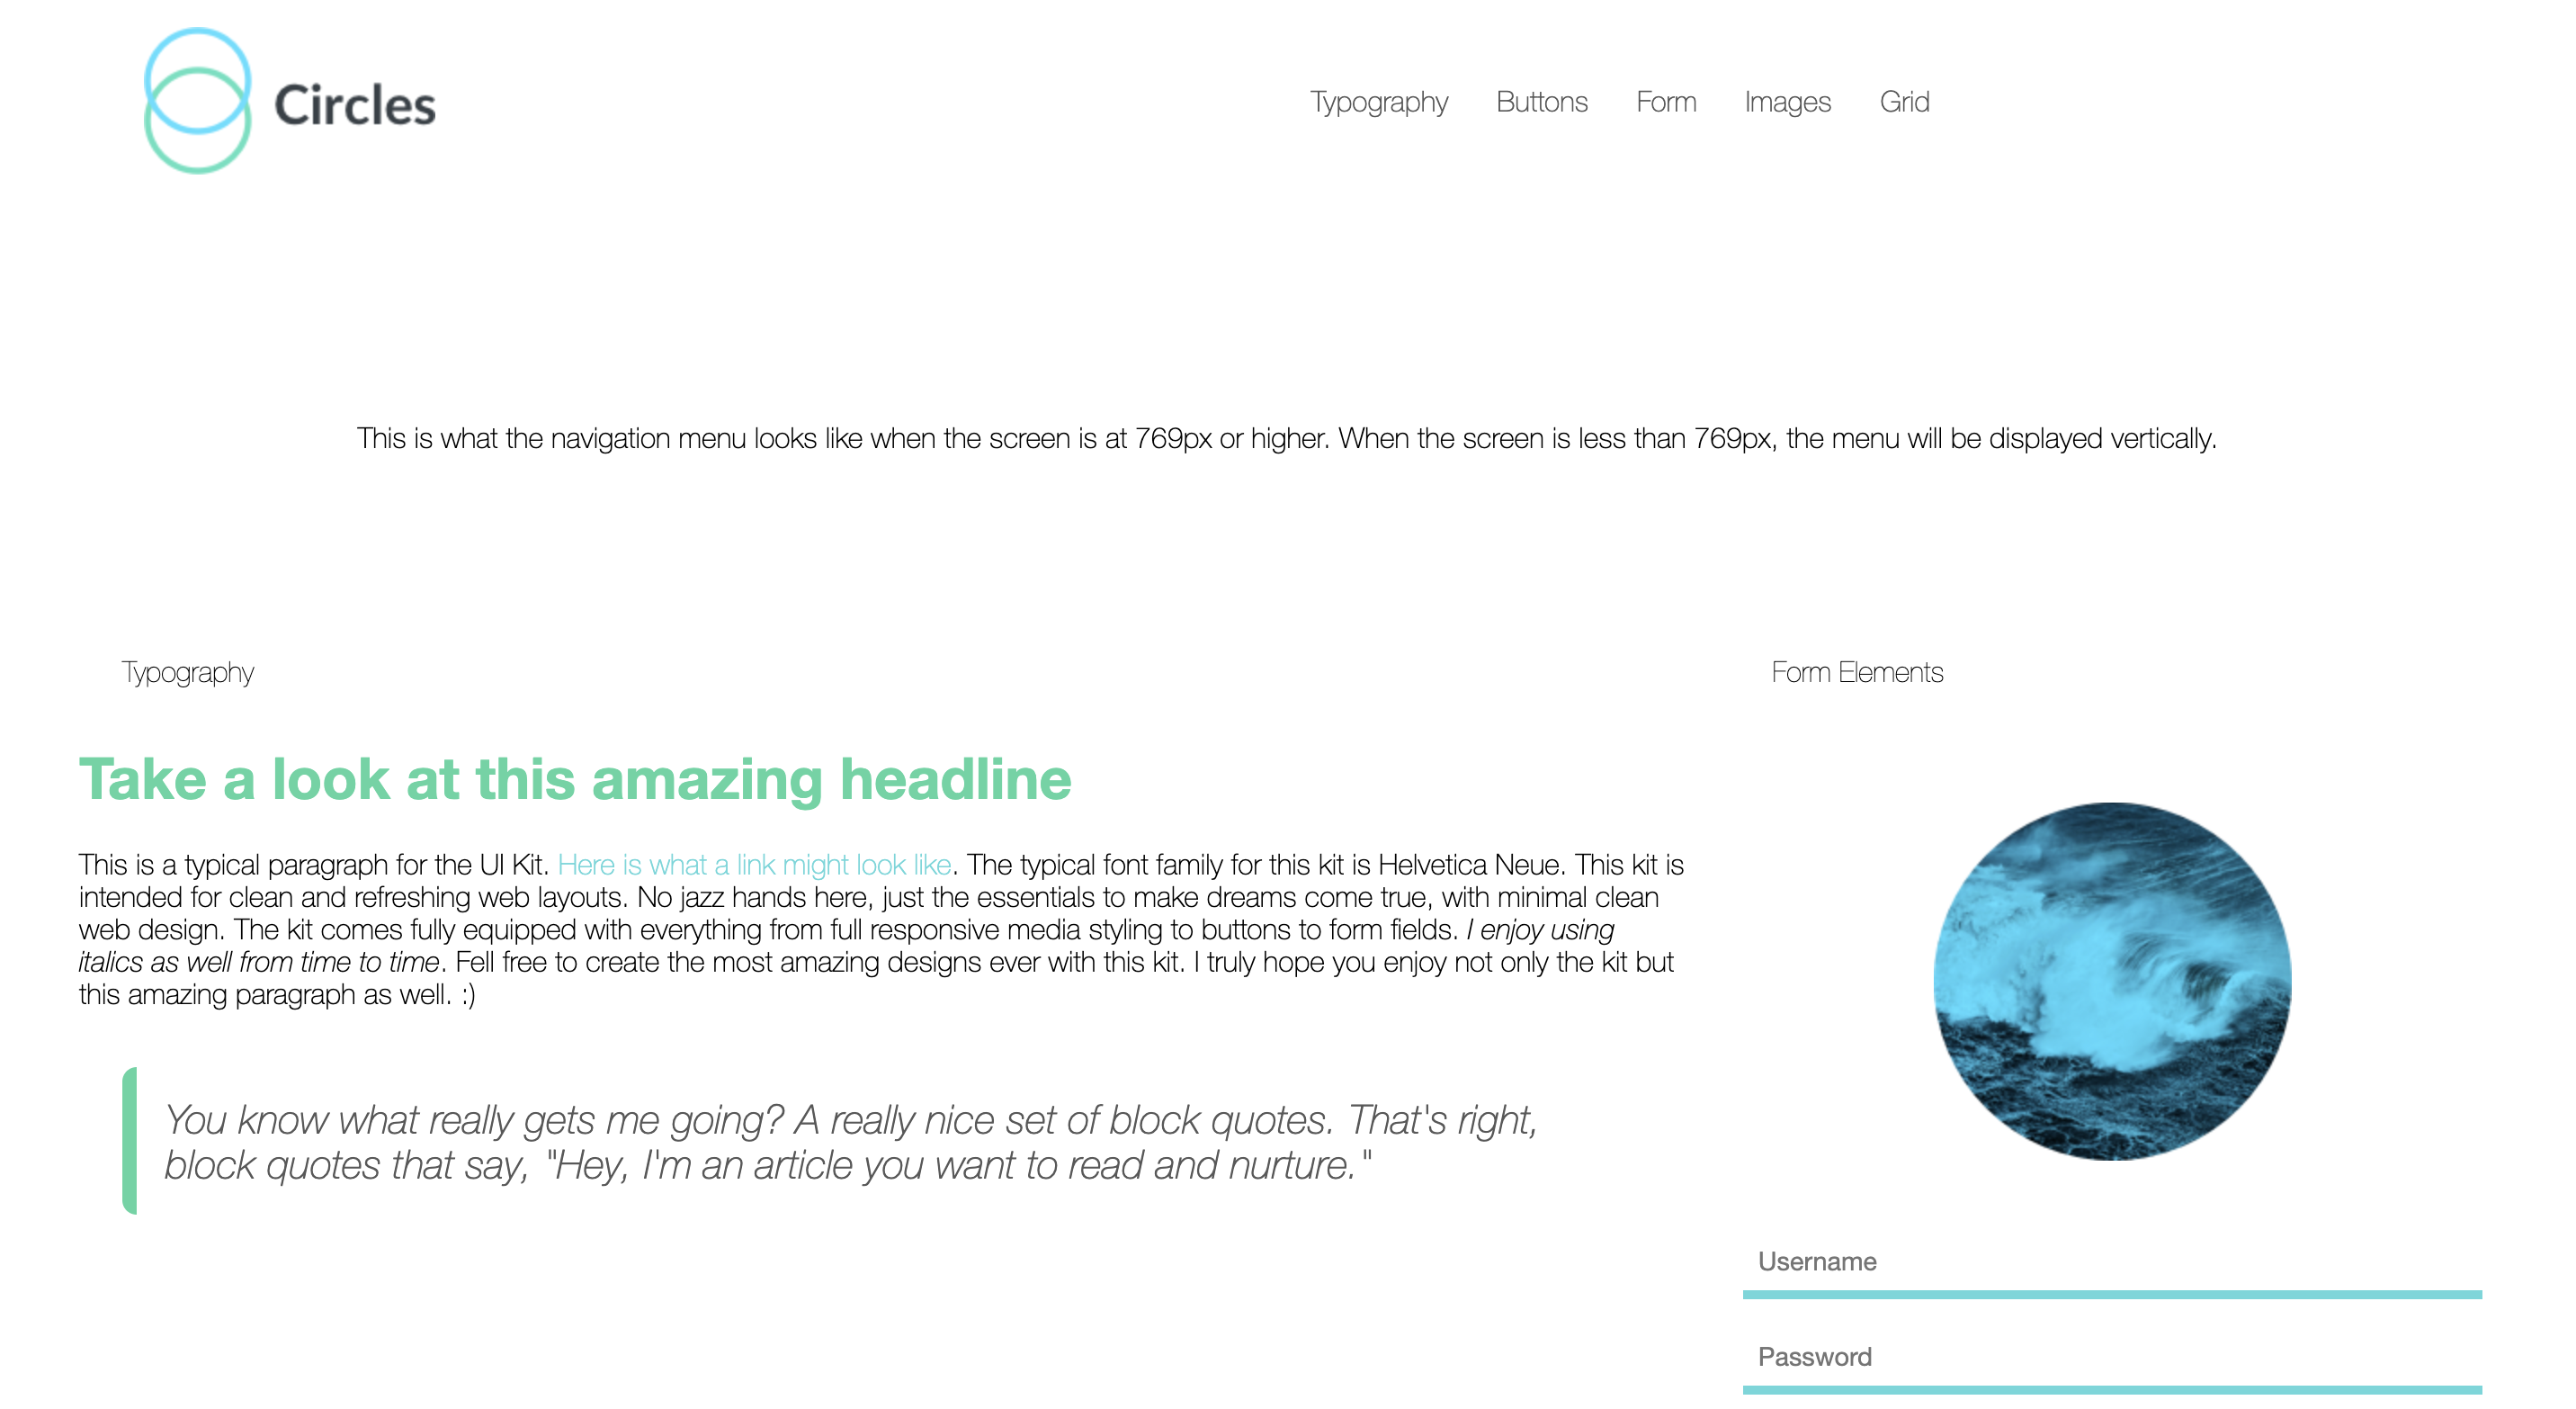 Circles
Typography Buttons Form Images Grid
This is what the navigation menu looks like when the screen is at 769px or higher. When the screen is less than 769px, the menu will be displayed vertically.
Typography
Take a look at this amazing headline
This is a typical paragraph for the UI Kit. Here is what a link might look like. The typical font family for this kit is Helvetica Neue. This kit is
intended for clean and refreshing web layouts. No jazz hands here, just the essentials to make dreams come true, with minimal clean
web design. The kit comes fully equipped with everything from full responsive media styling to buttons to form fields. I enjoy using
italics as well from time to time. Fell free to create the most amazing designs ever with this kit. I truly hope you enjoy not only the kit but
this amazing paragraph as well. :)
You know what really gets me going? A really nice set of block quotes. That's right,
block quotes that say, "Hey, I'm an article you want to read and nurture."
Form Elements
Username
Password